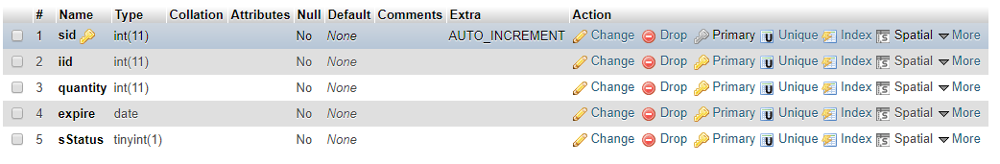 # Name Type Collation Attributes Null Default Comments Extra Action
1 sid int(11) No None AUTO_INCREMENT Change Drop Primary Unique Index Spatial More
2 iid int(11) No None Change Drop Primary Unique Index Spatial More
3 quantity int(11) No None Change Drop Primary Unique Index Spatial More
4 expire date No None Change Drop Primary Unique Index Spatial More
5 sStatus tinyint(1) No None Change Drop Primary Unique Index Spatial More